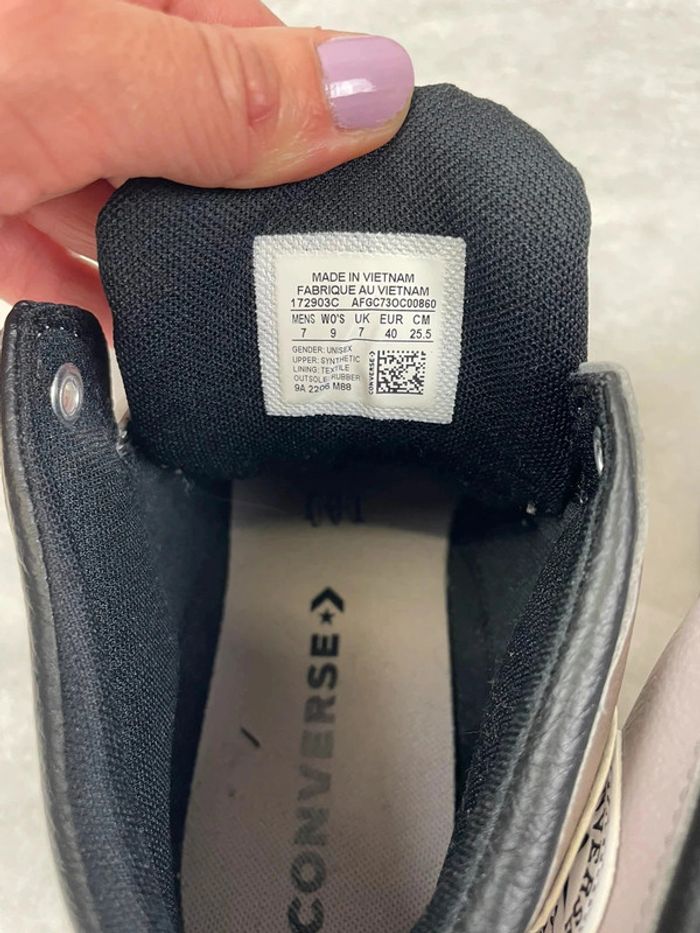 MADE IN VIETNAM
FABRIQUE AU VIETNAM
172903C AFGC73OC00860
MENS WO'S UK EUR CM
7 9 7 40 25.5
GENDER: UNISEX
UPPER: SYNTHETIC
LINING: TEXTILE
OUTSOLE: RUBBER
9A 2206 M88
CONVERSE
CONVERSE